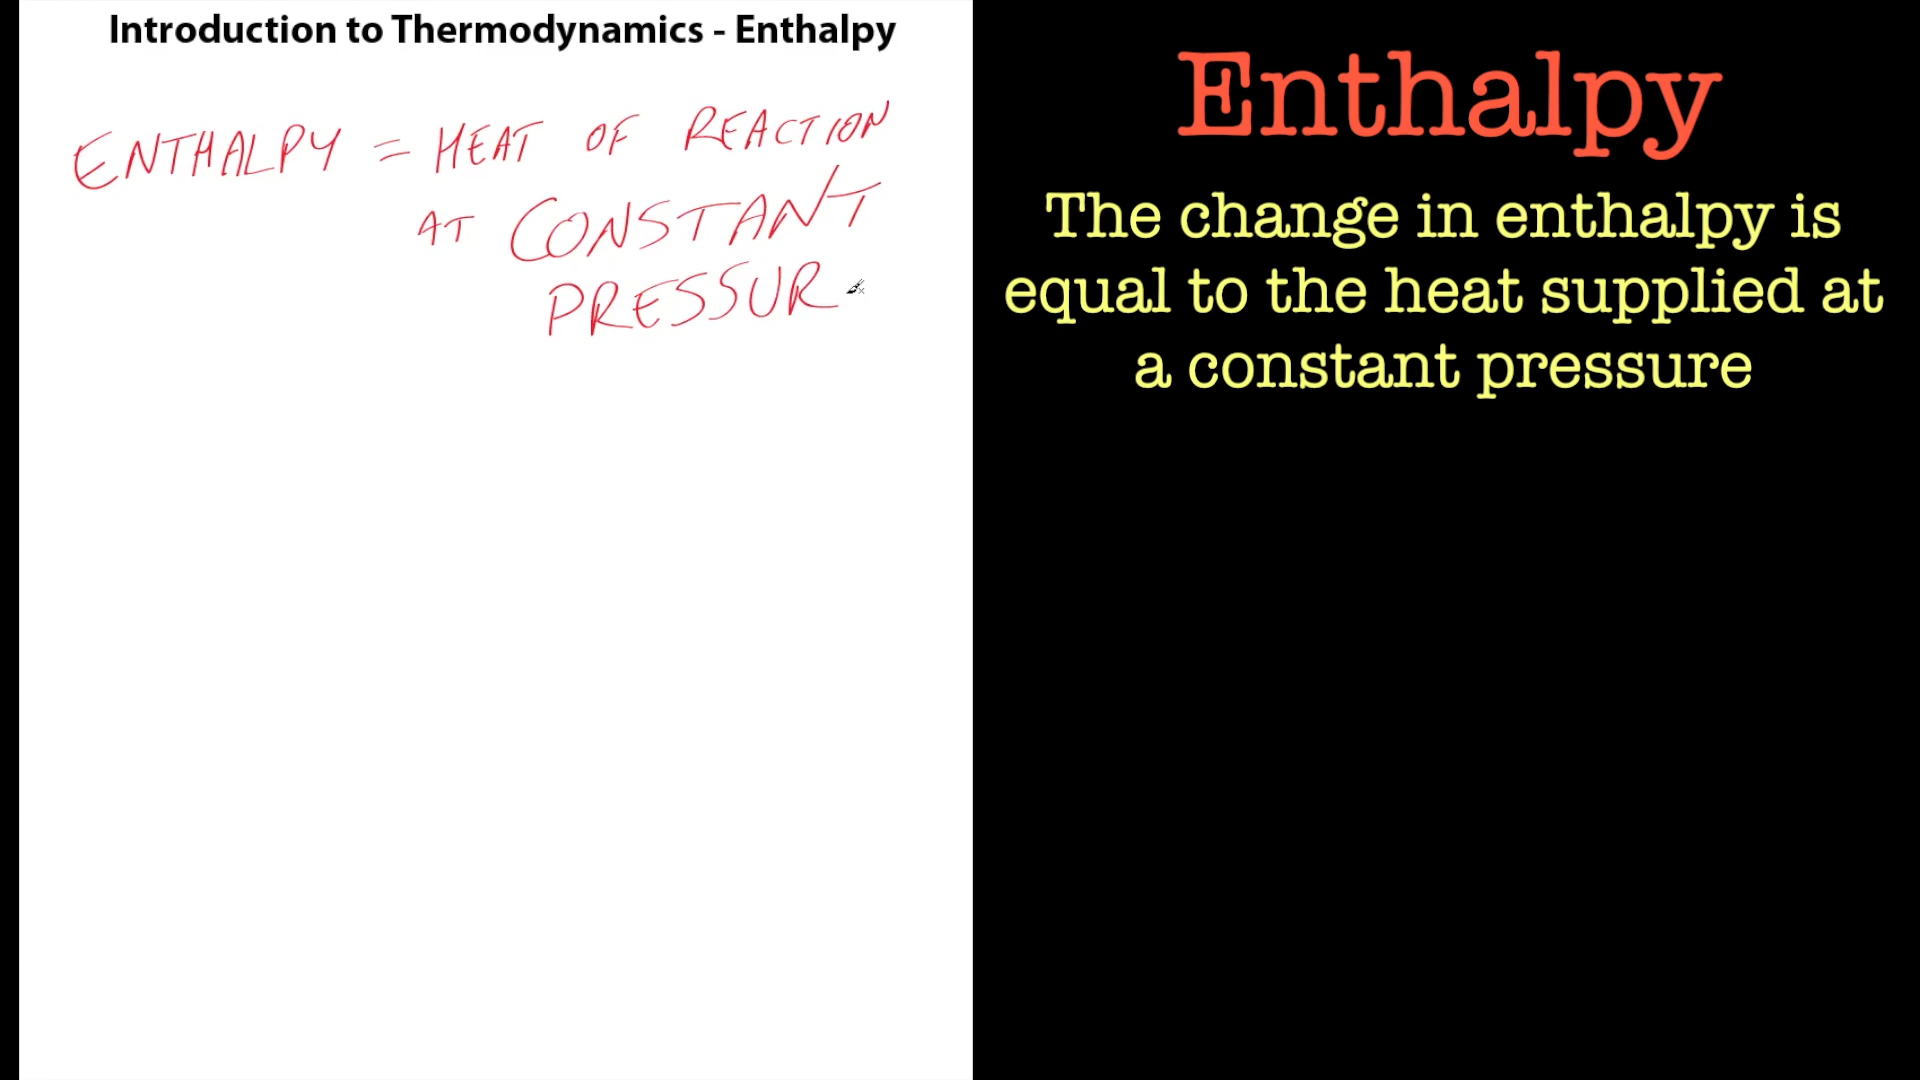 Introduction to Thermodynamics - Enthalpy
ENTHALPY = HEAT OF REACTION
AT CONSTANT
PRESSUR
Enthalpy
The change in enthalpy is
equal to the heat supplied at
a constant pressure